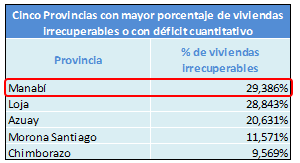 Cinco Provincias con mayor porcentaje de viviendas
irrecuperables o con déficit cuantitativo
Provincia % de viviendas
Irrecuperables
Manabí 29,386%
Loja 28,843%
Azuay 20,631%
Morona Santiago 11,571%
Chimborazo 9,569%